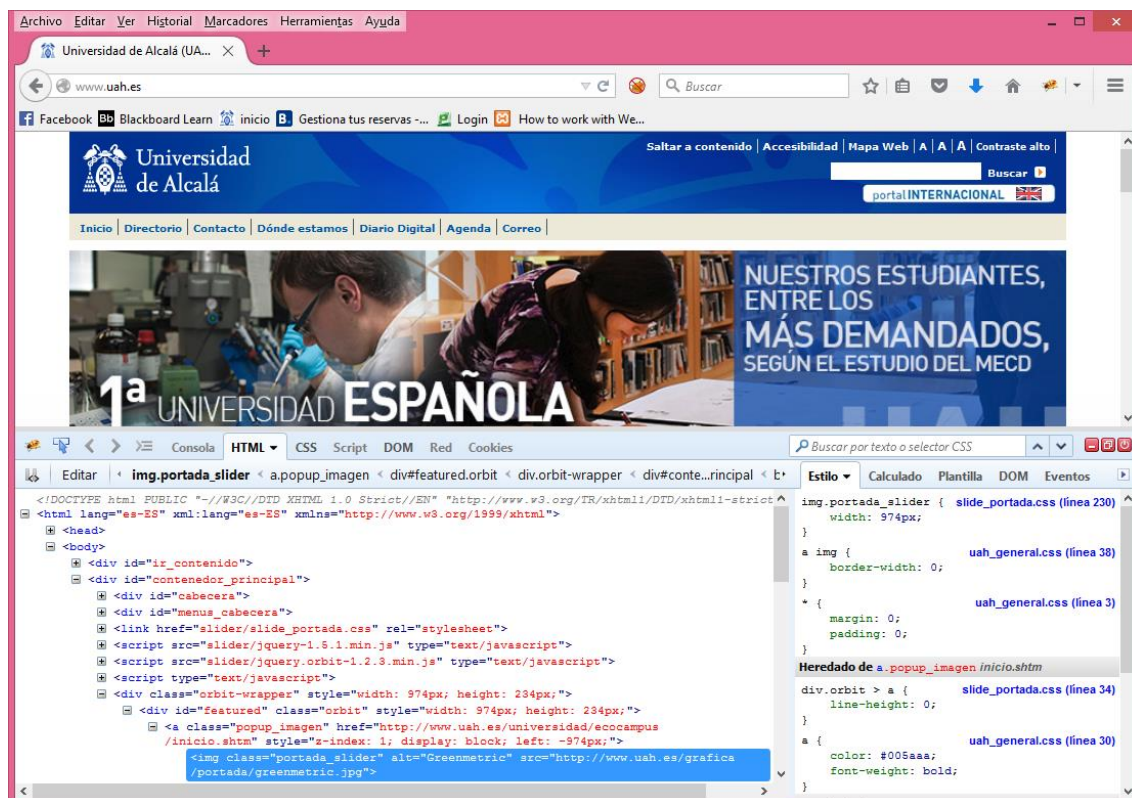 Archivo Editar Ver Historial Marcadores Herramientas Ayuda
Universidad de Alcalá (UA...
www.uah.es
Buscar
Facebook Bb Blackboard Learn inicio B. Gestiona tus reservas -... Login How to work with We...
Universidad
de Alcalá
Saltar a contenido | Accesibilidad | Mapa Web | A | A | A | Contraste alto |
Buscar
portal INTERNACIONAL
Inicio | Directorio | Contacto | Dónde estamos | Diario Digital | Agenda | Correo |
NUESTROS ESTUDIANTES,
ENTRE LOS
MÁS DEMANDADOS,
SEGÚN EL ESTUDIO DEL MECD
1ª UNIVERSIDAD ESPAÑOLA
UAH
Consola HTML CSS Script DOM Red Cookies
Buscar por texto o selector CSS
Editar img.portada_slider < a.popup_imagen < div#featured.orbit < div.orbit-wrapper < div#conte...rincipal <
Estilo Calculado Plantilla DOM Eventos
<!DOCTYPE html PUBLIC "-//W3C//DTD XHTML 1.0 Strict//EN" "http://www.w3.org/TR/xhtml1/DTD/xhtml1-strict
<html lang="es-ES" xml:lang="es-ES" xmlns="http://www.w3.org/1999/xhtml">
<head>
<body>
<div id="ir_contenido">
<div id="contenedor_principal">
<div id="cabecera">
<div id="menus_cabecera">
<link href="slider/slide_portada.css" rel="stylesheet">
<script src="slider/jquery-1.5.1.min.js" type="text/javascript">
<script src="slider/jquery.orbit-1.2.3.min.js" type="text/javascript">
<script type="text/javascript">
<div class="orbit-wrapper" style="width: 974px; height: 234px;">
<div id="featured" class="orbit" style="width: 974px; height: 234px;">
<a class="popup_imagen" href="http://www.uah.es/universidad/ecocampus
/inicio.shtm" style="z-index: 1; display: block; left: -974px;">
<img class="portada_slider" alt="Greenmetric" src="http://www.uah.es/grafica
/portada/greenmetric.jpg">
img.portada_slider { slide_portada.css (línea 230)
width: 974px;
}
a img { uah_general.css (línea 38)
border-width: 0;
}
* { uah_general.css (línea 3)
margin: 0;
padding: 0;
}
Heredado de a.popup_imagen inicio.shtm
div.orbit > a { slide_portada.css (línea 34)
line-height: 0;
}
a { uah_general.css (línea 30)
color: #005aaa;
font-weight: bold;
}